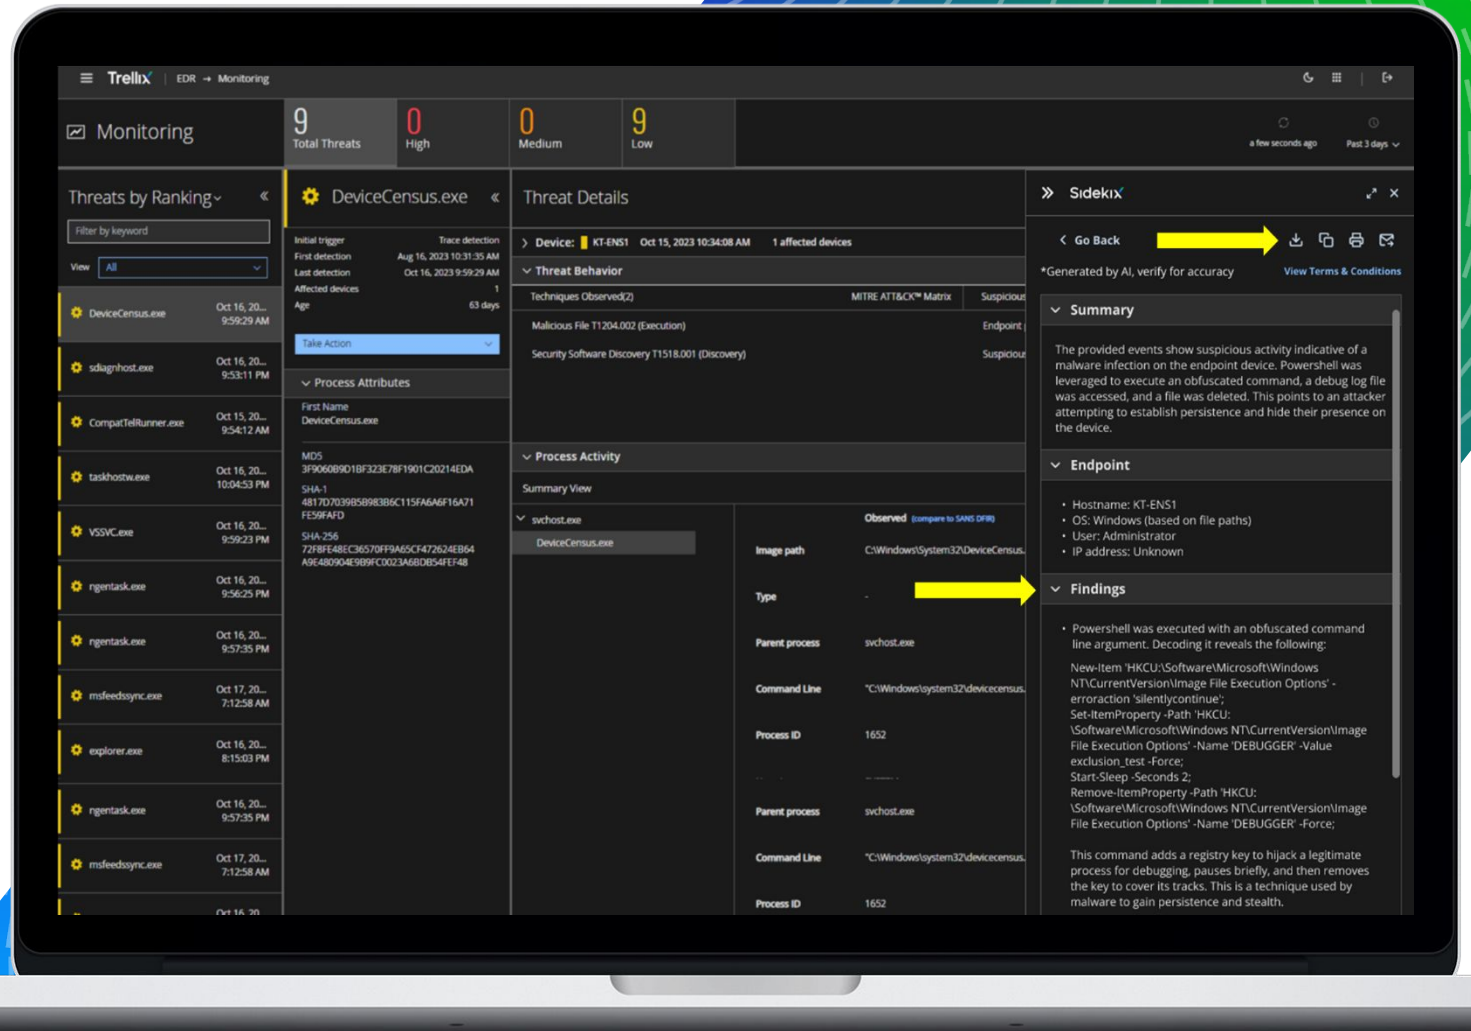 Trellix | EDR → Monitoring
Monitoring
9
Total Threats
0
High
0
Medium
9
Low
a few seconds ago
Past 3 days
Threats by Ranking
Filter by keyword
View All
DeviceCensus.exe
Oct 16, 20...
9:59:29 AM
sdiagnhost.exe
Oct 16, 20...
9:53:11 PM
CompatTelRunner.exe
Oct 15, 20...
9:54:12 AM
taskhostw.exe
Oct 16, 20...
10:04:53 PM
VSSVC.exe
Oct 16, 20...
9:59:23 PM
ngentask.exe
Oct 16, 20...
9:56:25 PM
ngentask.exe
Oct 16, 20...
9:57:35 PM
msfeedssync.exe
Oct 17, 20...
7:12:58 AM
explorer.exe
Oct 16, 20...
8:15:03 PM
ngentask.exe
Oct 16, 20...
9:57:35 PM
msfeedssync.exe
Oct 17, 20...
7:12:58 AM
Oct 16, 20
DeviceCensus.exe
Initial trigger Trace detection
First detection Aug 16, 2023 10:31:35 AM
Last detection Oct 16, 2023 9:59:29 AM
Affected devices 1
Age 63 days
Take Action
Process Attributes
First Name
DeviceCensus.exe
MD5
3F9060B9D1BF323E78F1901C20214EDA
SHA-1
4817D7039B5B983B6C115FA6A6F16A71
FE59FAFD
SHA-256
72F8FE48EC36570FF9A65CF472624EB64
A9E480904E9B9FC0023A6BDB54FEF48
Threat Details
Device: KT-ENS1 Oct 15, 2023 10:34:08 AM 1 affected devices
Threat Behavior
Techniques Observed(2) MITRE ATT&CK™ Matrix Suspicious
Malicious File T1204.002 (Execution) Endpoint
Security Software Discovery T1518.001 (Discovery) Suspiciou
Process Activity
Summary View
svchost.exe
DeviceCensus.exe
Observed (compare to SANS DFIR)
Image path C:\Windows\System32\DeviceCensus.
Type -
Parent process svchost.exe
Command Line "C:\Windows\system32\devicecensus.
Process ID 1652
Parent process svchost.exe
Command Line "C:\Windows\system32\devicecensus.
Process ID 1652
Sidekix
Go Back
*Generated by AI, verify for accuracy View Terms & Conditions
Summary
The provided events show suspicious activity indicative of a
malware infection on the endpoint device. Powershell was
leveraged to execute an obfuscated command, a debug log file
was accessed, and a file was deleted. This points to an attacker
attempting to establish persistence and hide their presence on
the device.
Endpoint
• Hostname: KT-ENS1
• OS: Windows (based on file paths)
• User: Administrator
• IP address: Unknown
Findings
• Powershell was executed with an obfuscated command
line argument. Decoding it reveals the following:
New-Item 'HKCU:\Software\Microsoft\Windows
NT\CurrentVersion\Image File Execution Options' -
erroraction 'silentlycontinue';
Set-ItemProperty -Path 'HKCU:
\Software\Microsoft\Windows NT\CurrentVersion\Image
File Execution Options' -Name 'DEBUGGER' -Value
exclusion_test -Force;
Start-Sleep -Seconds 2;
Remove-ItemProperty -Path 'HKCU:
\Software\Microsoft\Windows NT\CurrentVersion\Image
File Execution Options' -Name 'DEBUGGER' -Force;
This command adds a registry key to hijack a legitimate
process for debugging, pauses briefly, and then removes
the key to cover its tracks. This is a technique used by
malware to gain persistence and stealth.